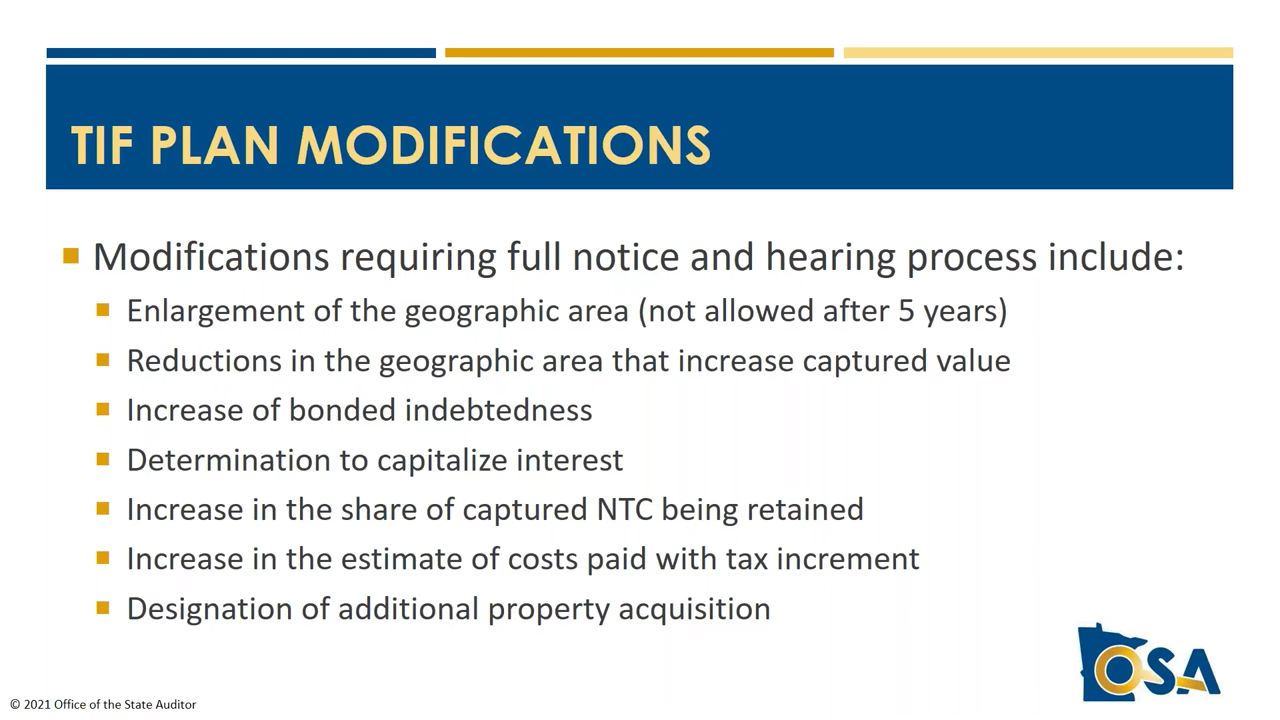 TIF PLAN MODIFICATIONS
Modifications requiring full notice and hearing process include:
Enlargement of the geographic area (not allowed after 5 years)
Reductions in the geographic area that increase captured value
Increase of bonded indebtedness
Determination to capitalize interest
Increase in the share of captured NTC being retained
Increase in the estimate of costs paid with tax increment
Designation of additional property acquisition
OSA
© 2021 Office of the State Auditor